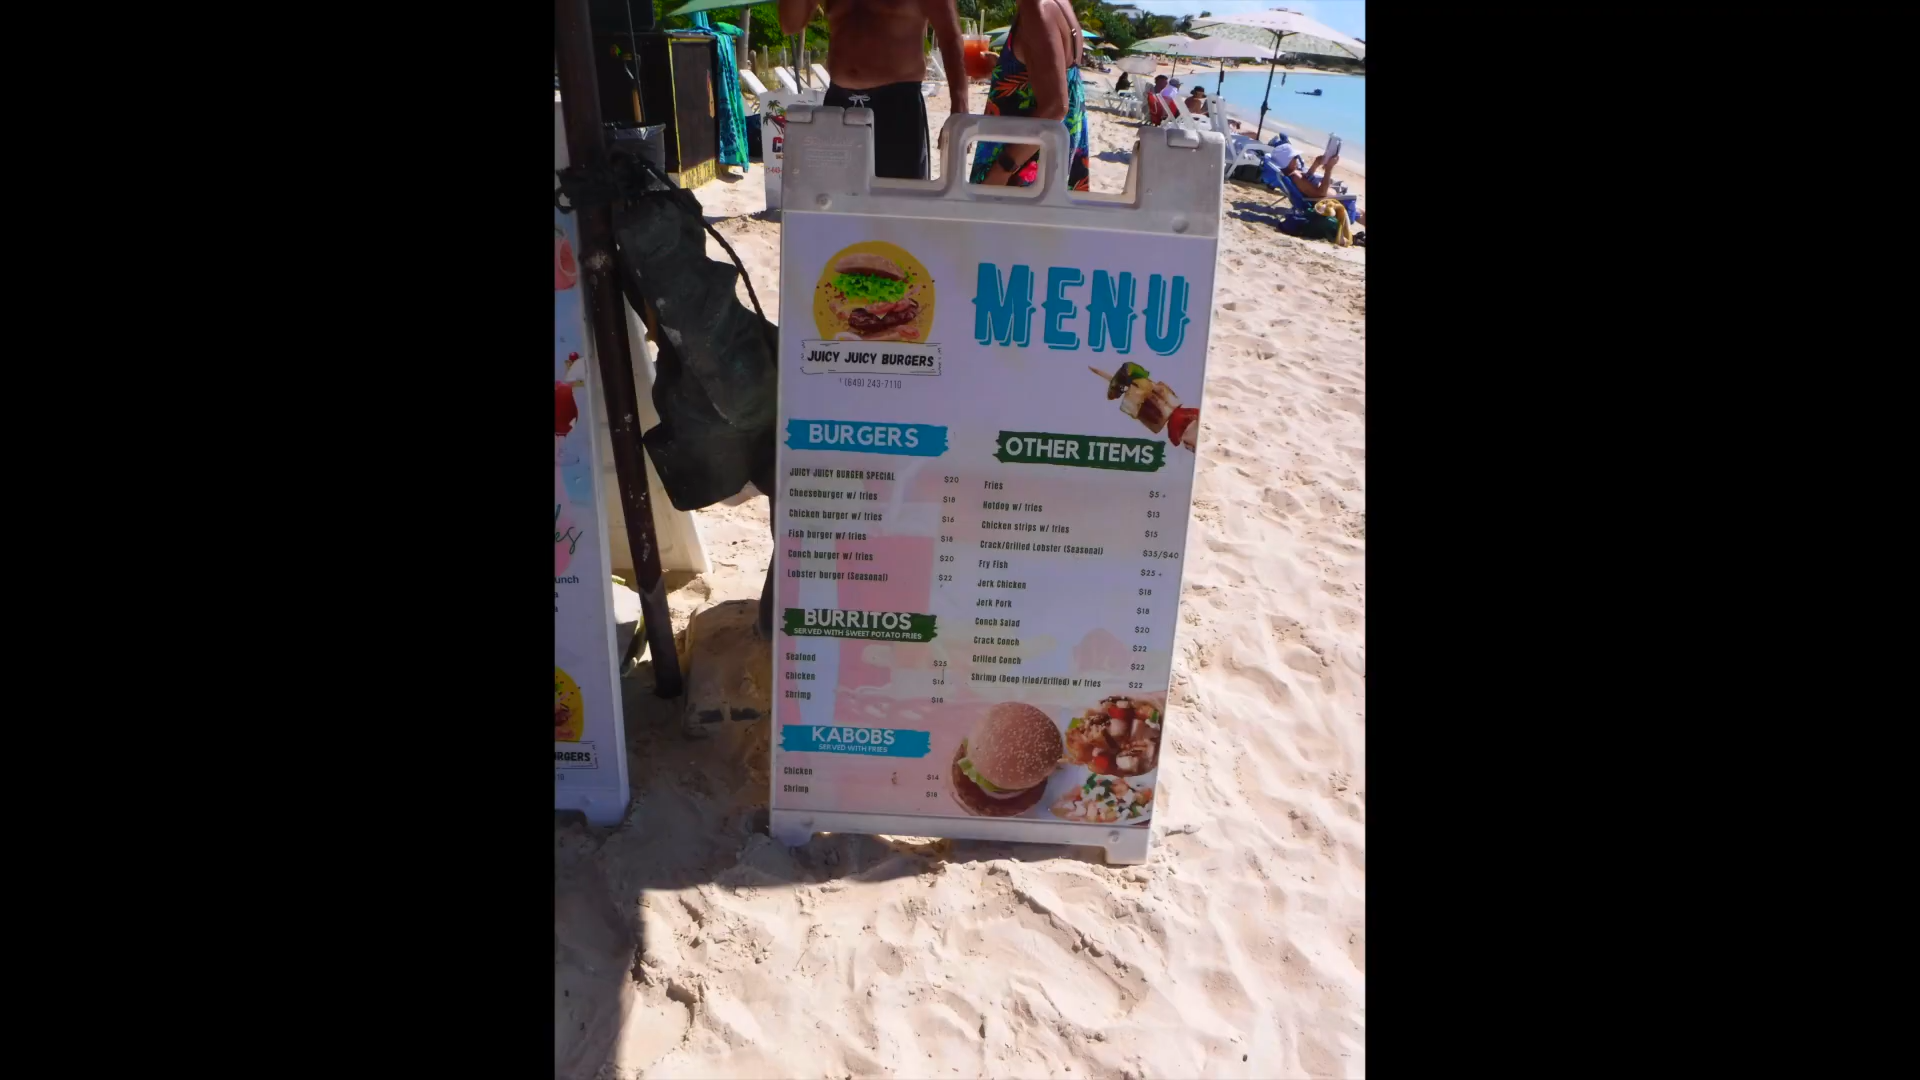 MENU
JUICY JUICY BURGERS
(649) 243-7110
BURGERS
JUICY JUICY BURGER SPECIAL $20
Cheeseburger w/ fries $18
Chicken burger w/ fries $16
Fish burger w/ fries $18
Conch burger w/ fries $20
Lobster burger (Seasonal) $22
BURRITOS
SERVED WITH SWEET POTATO FRIES
Seafood $25
Chicken $16
Shrimp $18
KABOBS
SERVED WITH FRIES
Chicken $14
Shrimp $18
OTHER ITEMS
Fries $5 +
Hotdog w/ fries $13
Chicken strips w/ fries $15
Crack/Grilled Lobster (Seasonal) $35/$40
Fry Fish $25 +
Jerk Chicken $18
Jerk Pork $18
Conch Salad $20
Crack Conch $22
Grilled Conch $22
Shrimp (Deep fried/Grilled) w/ fries $22